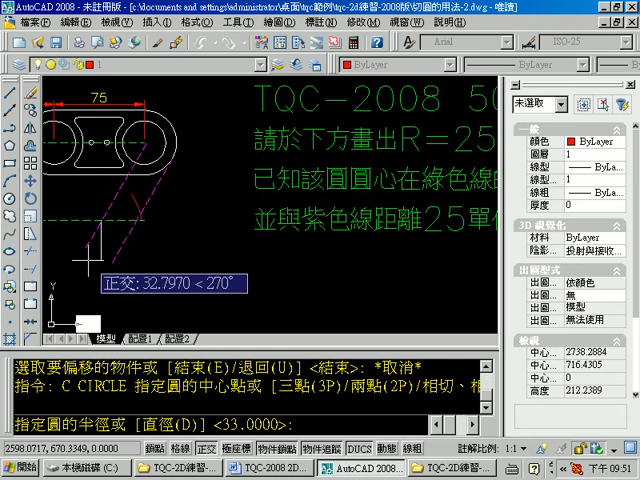 AutoCAD 2008 - 未註冊版 - [c:\documents and settings\administrator\桌面\tqc範例\tqc-2d練習-2008版\切圓的用法-2.dwg - 唯讀]
檔案(F) 編輯(E) 檢視(V) 插入(I) 格式(O) 工具(T) 繪圖(D) 標註(N) 修改(M) 視窗(W) 說明(H)
Arial ISO-25
1 ByLayer ByLayer ByLa
75
TQC-2008 50
請於下方畫出R=25
已知該圓圓心在綠色線
並與紫色線距離25單
正交: 32.7970 < 270°
Y
模型 配置1 配置2
未選取
一般
顏色 ByLayer
圖層 1
線型 ByLa...
線型... 1
線粗 ByLa...
厚度 0
3D 視覺化
材料 ByLayer
陰影... 投射與接收...
出圖型式
出圖... 依顏色
出圖... 無
出圖... 模型
出圖... 無法使用
檢視
中心... 2738.2884
中心... 716.4305
中心... 0
高度 212.2389
選取要偏移的物件或 [結束(E)/退回(U)] <結束>: *取消*
指令: C CIRCLE 指定圓的中心點或 [三點(3P)/兩點(2P)/相切、相
指定圓的半徑或 [直徑(D)] <33.0000>:
2598.0717, 670.3349, 0.0000 鎖點 格線 正交 極座標 物件鎖點 物件追蹤 DUCS 動態 線粗 註解比例: 1:1
開始 本機磁碟 (C:) TQC-2D練習-... TQC-2008 2D... AutoCAD 2008... TQC-2D練習-... 下午 09:51